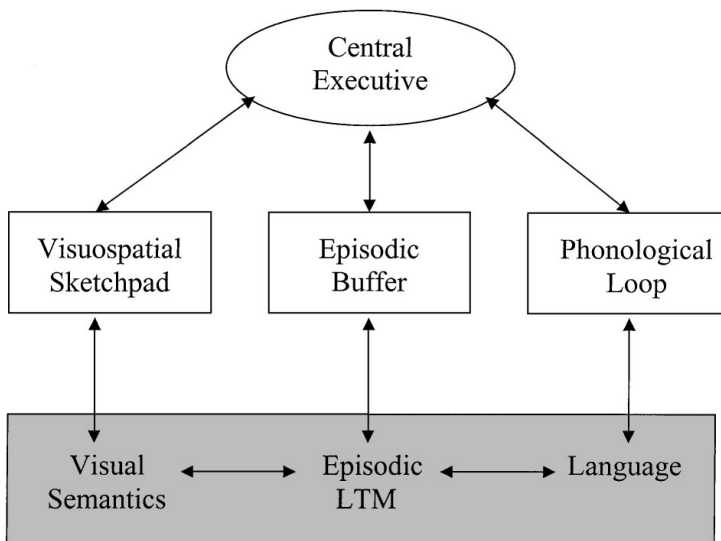 Central
Executive
Visuospatial
Sketchpad
Episodic
Buffer
Phonological
Loop
Visual
Semantics
Episodic
LTM
Language